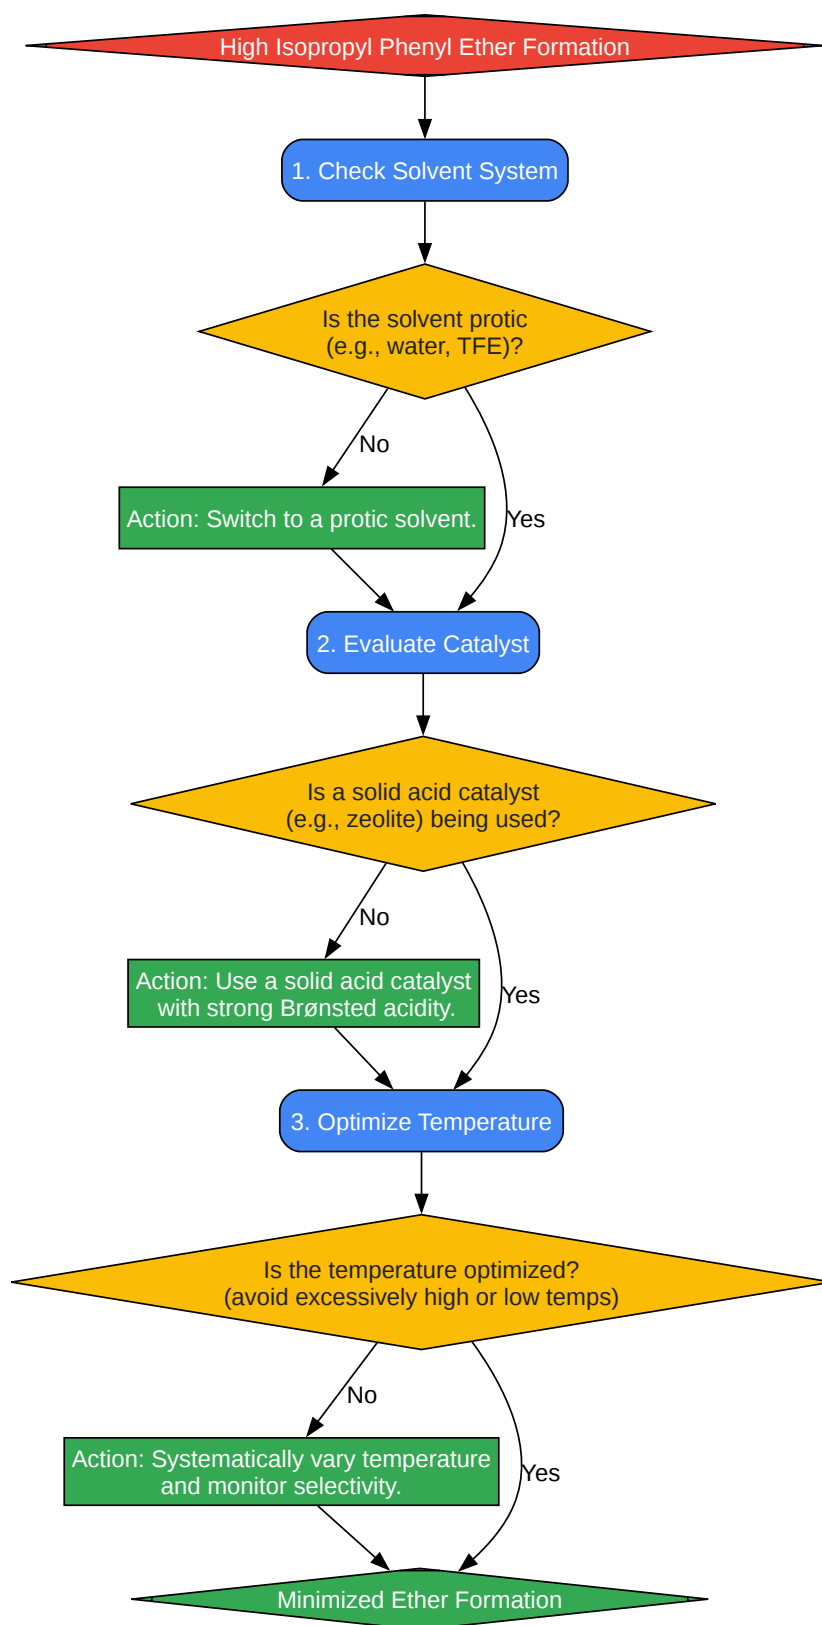 High Isopropyl Phenyl Ether Formation
1. Check Solvent System
Is the solvent protic
(e.g., water, TFE)?
No
Action: Switch to a protic solvent.
Yes
2. Evaluate Catalyst
Is a solid acid catalyst
(e.g., zeolite) being used?
No
Action: Use a solid acid catalyst
with strong Brønsted acidity.
Yes
3. Optimize Temperature
Is the temperature optimized?
(avoid excessively high or low temps)
No
Action: Systematically vary temperature
and monitor selectivity.
Yes
Minimized Ether Formation